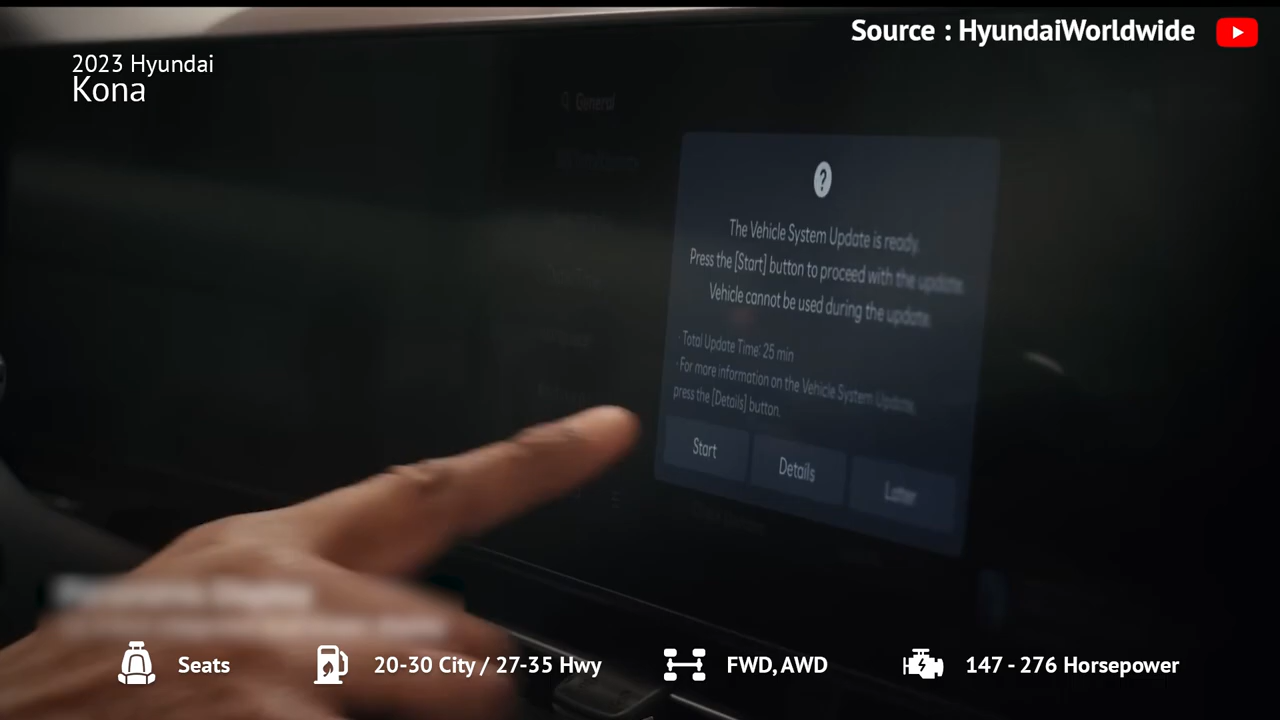 Source : HyundaiWorldwide
2023 Hyundai
Kona
General
The Vehicle System Update is ready.
Press the [Start] button to proceed with the update.
Vehicle cannot be used during the update.
· Total Update Time: 25 min
· For more information on the Vehicle System Update,
press the [Details] button.
Start
Details
Later
Seats
20-30 City / 27-35 Hwy
FWD, AWD
147 - 276 Horsepower